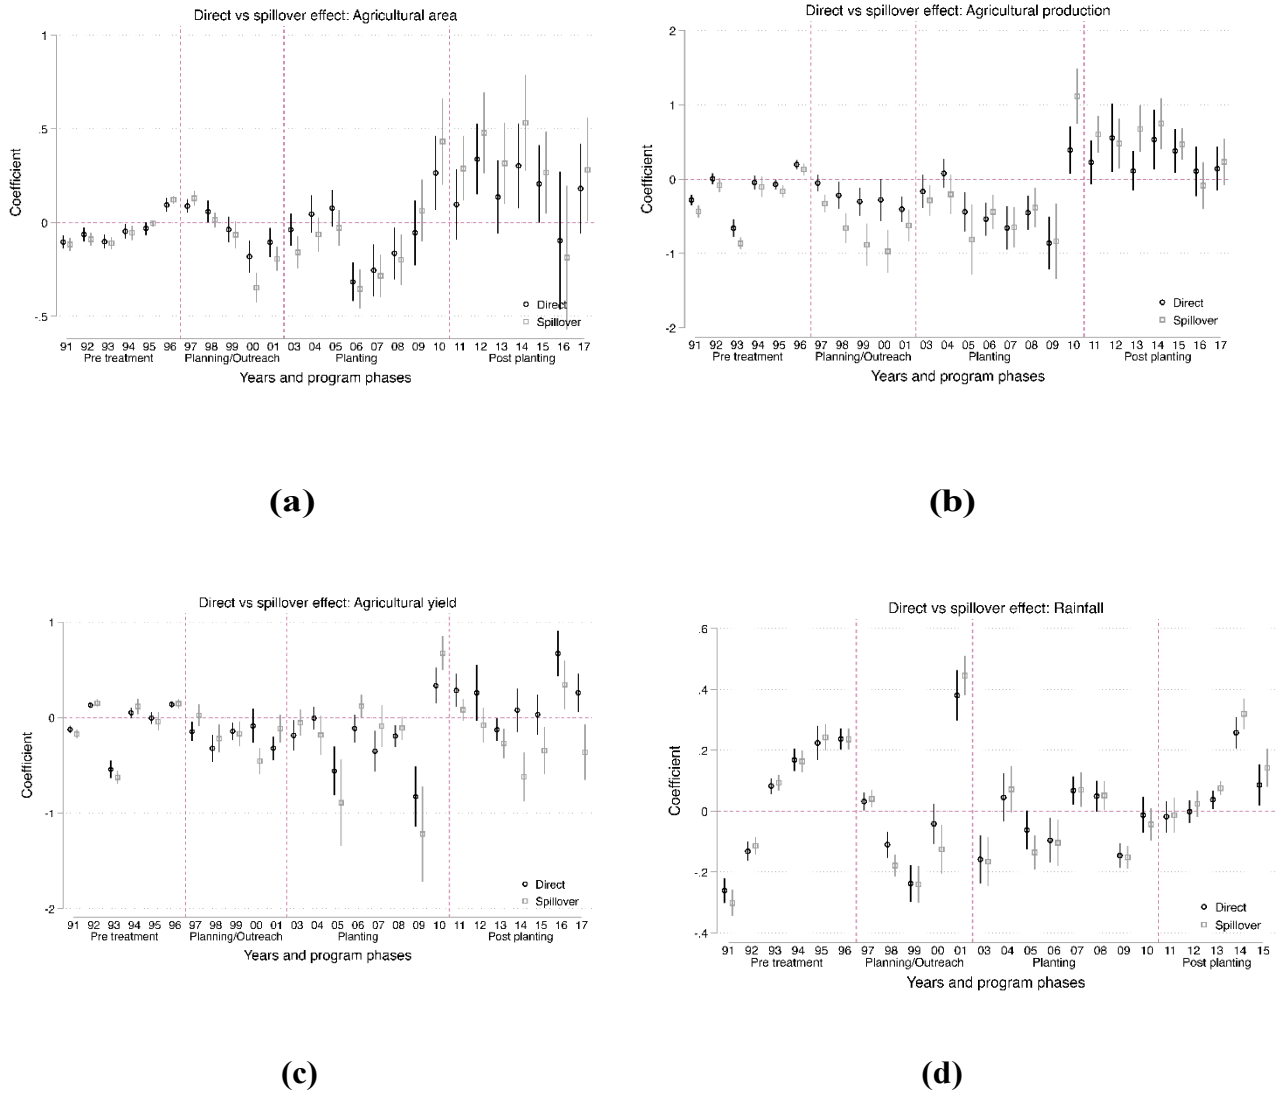 Direct vs spillover effect: Agricultural area
1
.5
0
-.5
Coefficient
Direct
Spillover
91 92 93 94 95 96 97 98 99 00 01 03 04 05 06 07 08 09 10 11 12 13 14 15 16 17
Pre treatment Planning/Outreach Planting Post planting
Years and program phases
(a)
Direct vs spillover effect: Agricultural production
2
1
0
-1
-2
Coefficient
Direct
Spillover
91 92 93 94 95 96 97 98 99 00 01 03 04 05 06 07 08 09 10 11 12 13 14 15 16 17
Pre treatment Planning/Outreach Planting Post planting
Years and program phases
(b)
Direct vs spillover effect: Agricultural yield
1
0
-1
-2
Coefficient
Direct
Spillover
91 92 93 94 95 96 97 98 99 00 01 03 04 05 06 07 08 09 10 11 12 13 14 15 16 17
Pre treatment Planning/Outreach Planting Post planting
Years and program phases
(c)
Direct vs spillover effect: Rainfall
.6
.4
.2
0
-.2
-.4
Coefficient
Direct
Spillover
91 92 93 94 95 96 97 98 99 00 01 03 04 05 06 07 08 09 10 11 12 13 14 15
Pre treatment Planning/Outreach Planting Post planting
Years and program phases
(d)